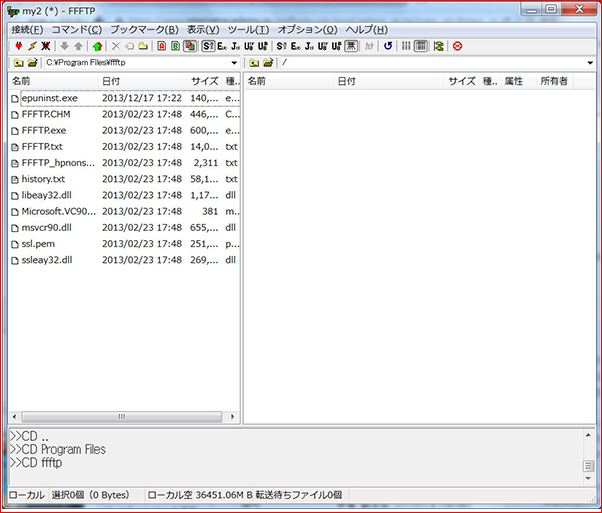 my2 (*) - FFFTP
接続(F) コマンド(C) ブックマーク(B) 表示(V) ツール(T) オプション(O) ヘルプ(H)
C:¥Program Files¥ffftp
/
名前 日付 サイズ 種...
名前 日付 サイズ 種... 属性 所有者
epuninst.exe 2013/12/17 17:22 140,... e...
FFFTP.CHM 2013/02/23 17:48 446,... C...
FFFTP.exe 2013/02/23 17:48 600,... e...
FFFTP.txt 2013/02/23 17:48 14,0... txt
FFFTP_hpnons... 2013/02/23 17:48 2,311 txt
history.txt 2013/02/23 17:48 58,1... txt
libeay32.dll 2013/02/23 17:48 1,17... dll
Microsoft.VC90... 2013/02/23 17:48 381 m...
msvcr90.dll 2013/02/23 17:48 655,... dll
ssl.pem 2013/02/23 17:48 251,... p...
ssleay32.dll 2013/02/23 17:48 269,... dll
>>CD ..
>>CD Program Files
>>CD ffftp
ローカル 選択0個 (0 Bytes) ローカル空 36451.06M B 転送待ちファイル0個